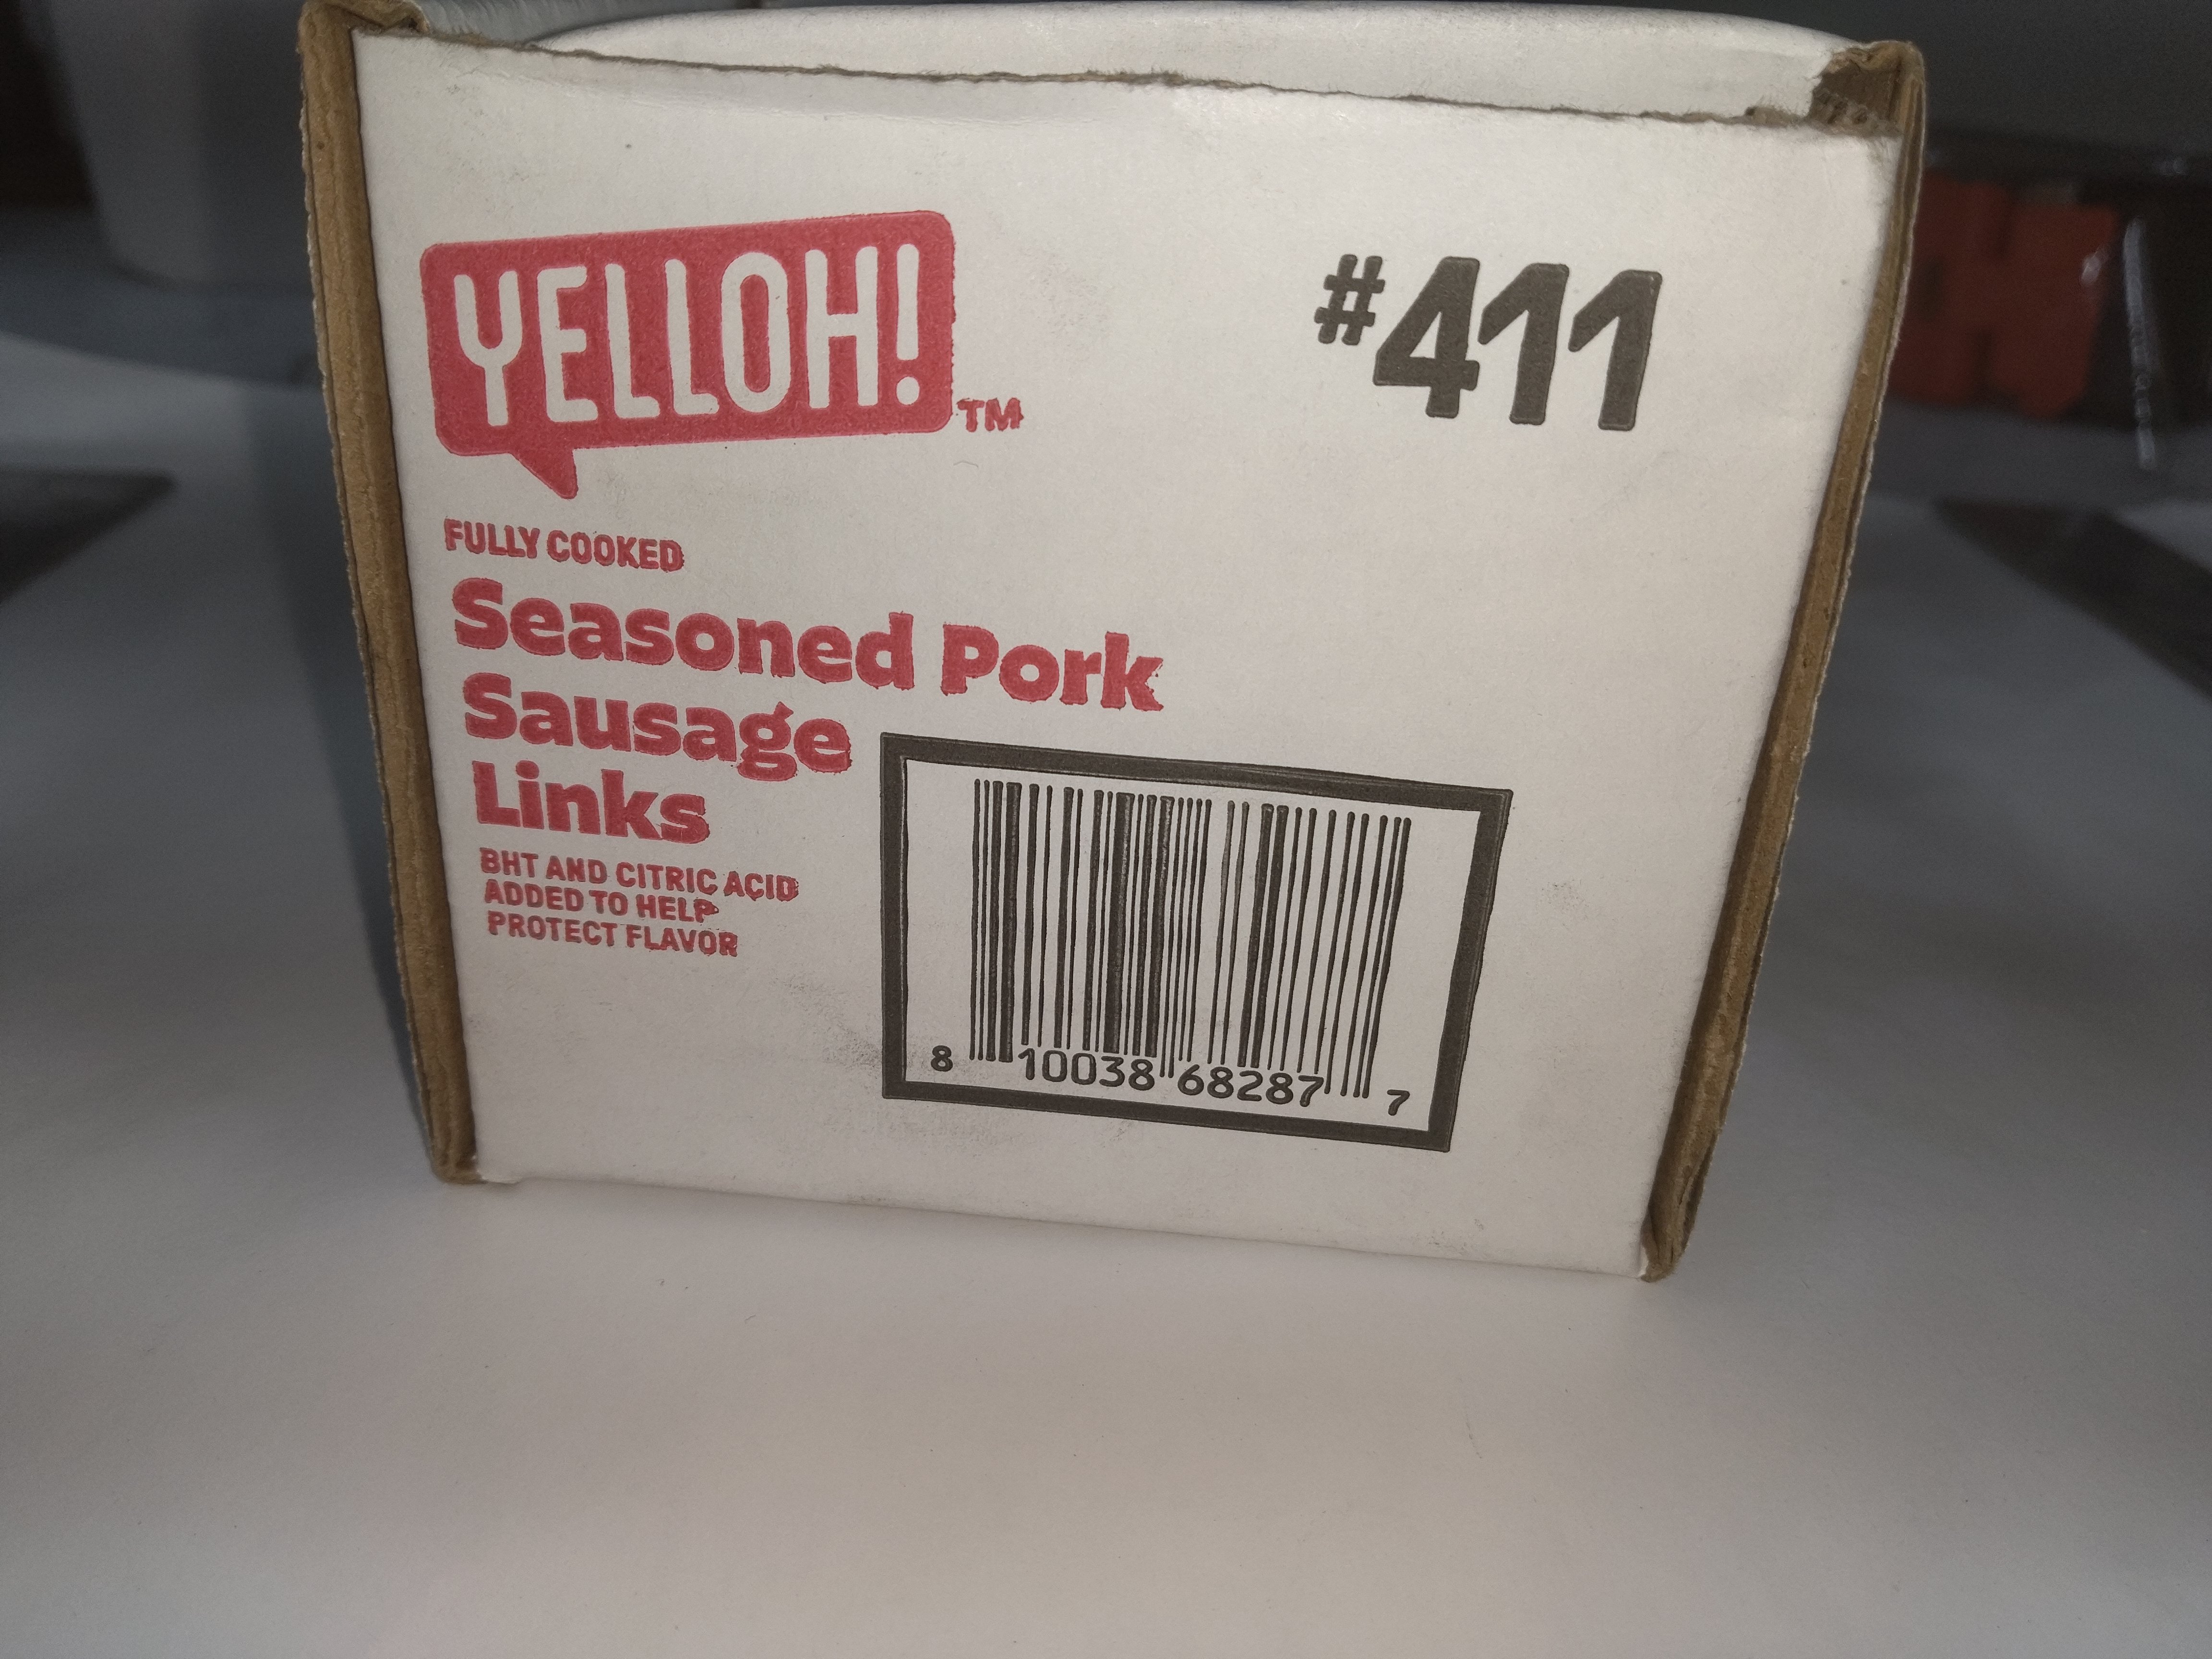 YELLOH! TM
#411
FULLY COOKED
Seasoned Pork
Sausage
Links
BHT AND CITRIC ACID
ADDED TO HELP
PROTECT FLAVOR
8 10038 68287 7